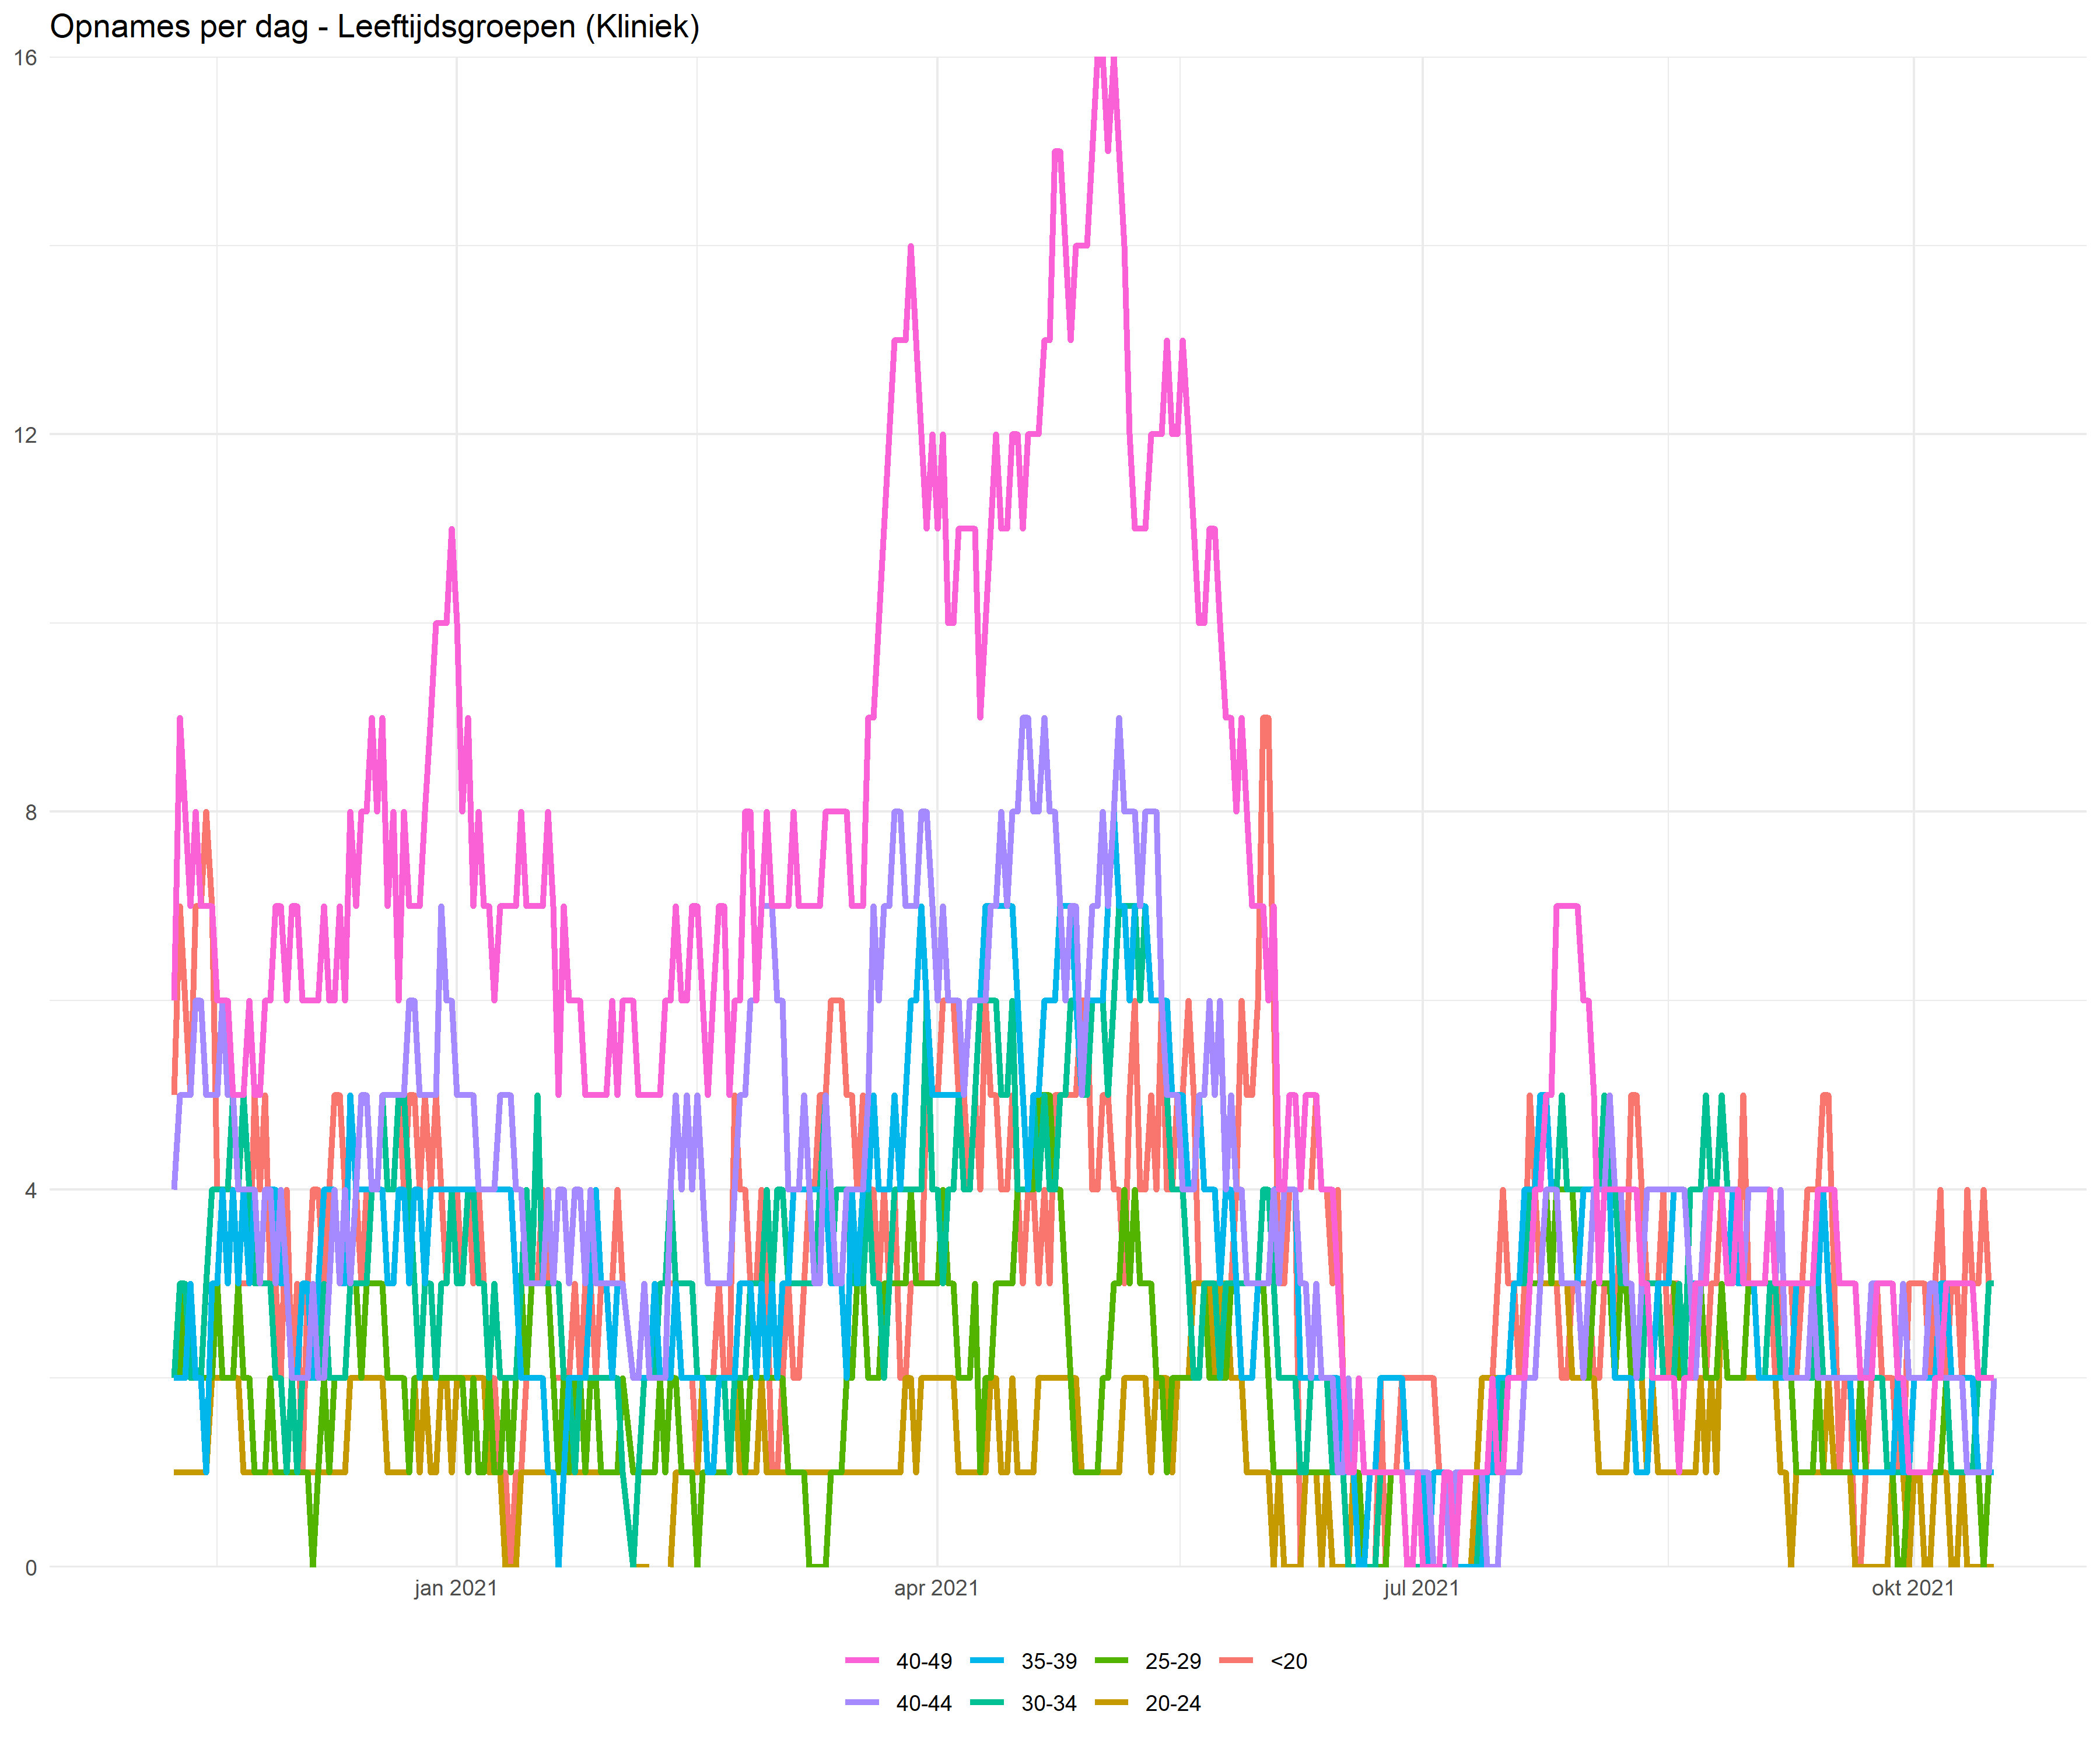 Opnames per dag - Leeftijdsgroepen (Kliniek)
16
12
8
4
0
jan 2021 apr 2021 jul 2021 okt 2021
40-49 35-39 25-29 <20
40-44 30-34 20-24